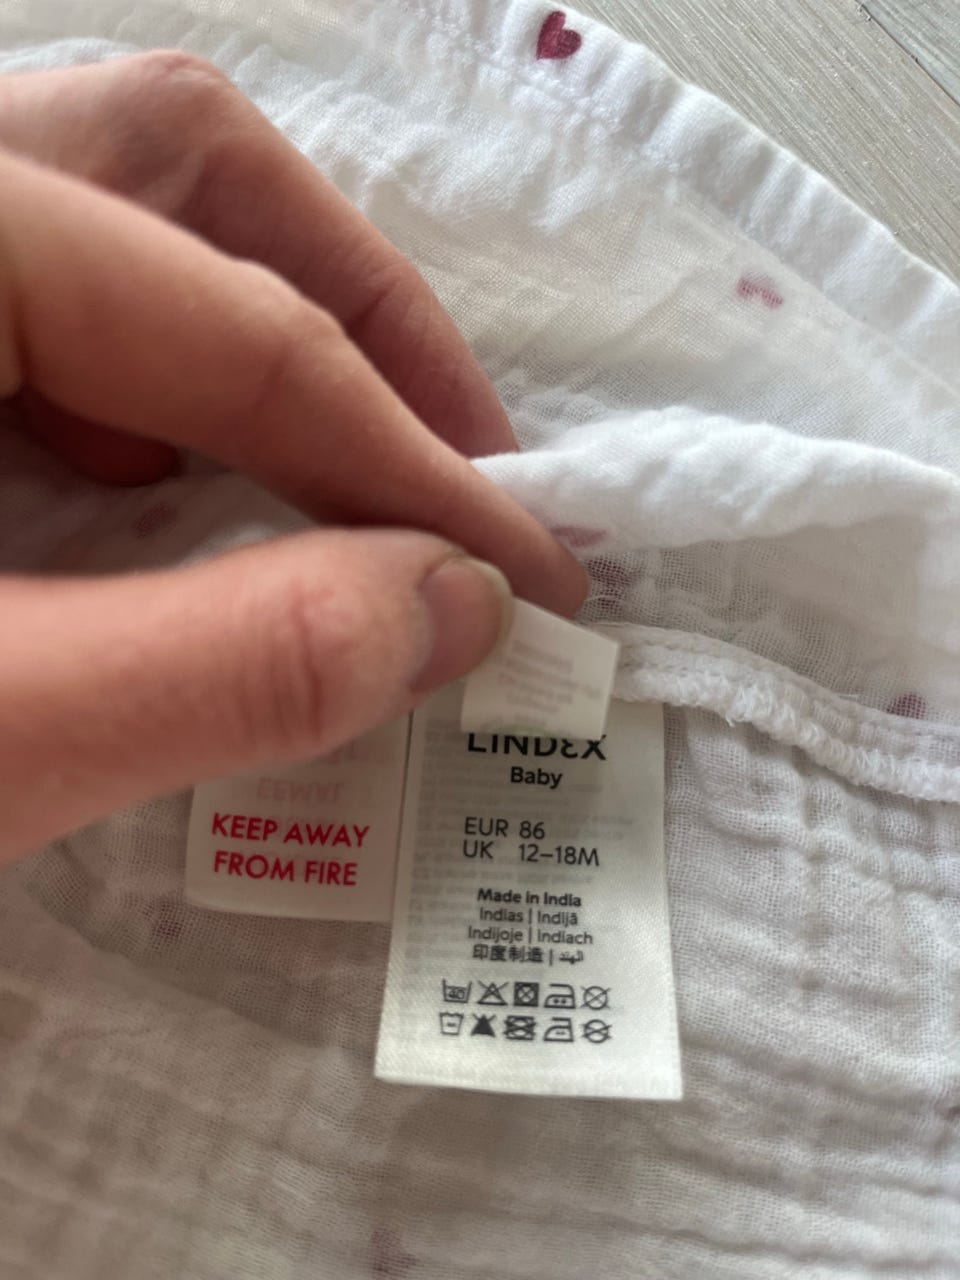 KEEP AWAY
FROM FIRE
LINDEX
Baby
EUR 86
UK 12–18M
Made in India
Indias | Indijā
Indijoje | Indiach
印度制造 | الهند
40